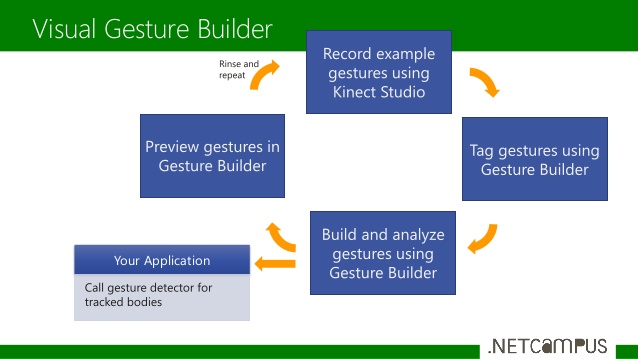 Visual Gesture Builder
Rinse and
repeat
Record example
gestures using
Kinect Studio
Tag gestures using
Gesture Builder
Build and analyze
gestures using
Gesture Builder
Preview gestures in
Gesture Builder
Your Application
Call gesture detector for
tracked bodies
.NETCAMPUS